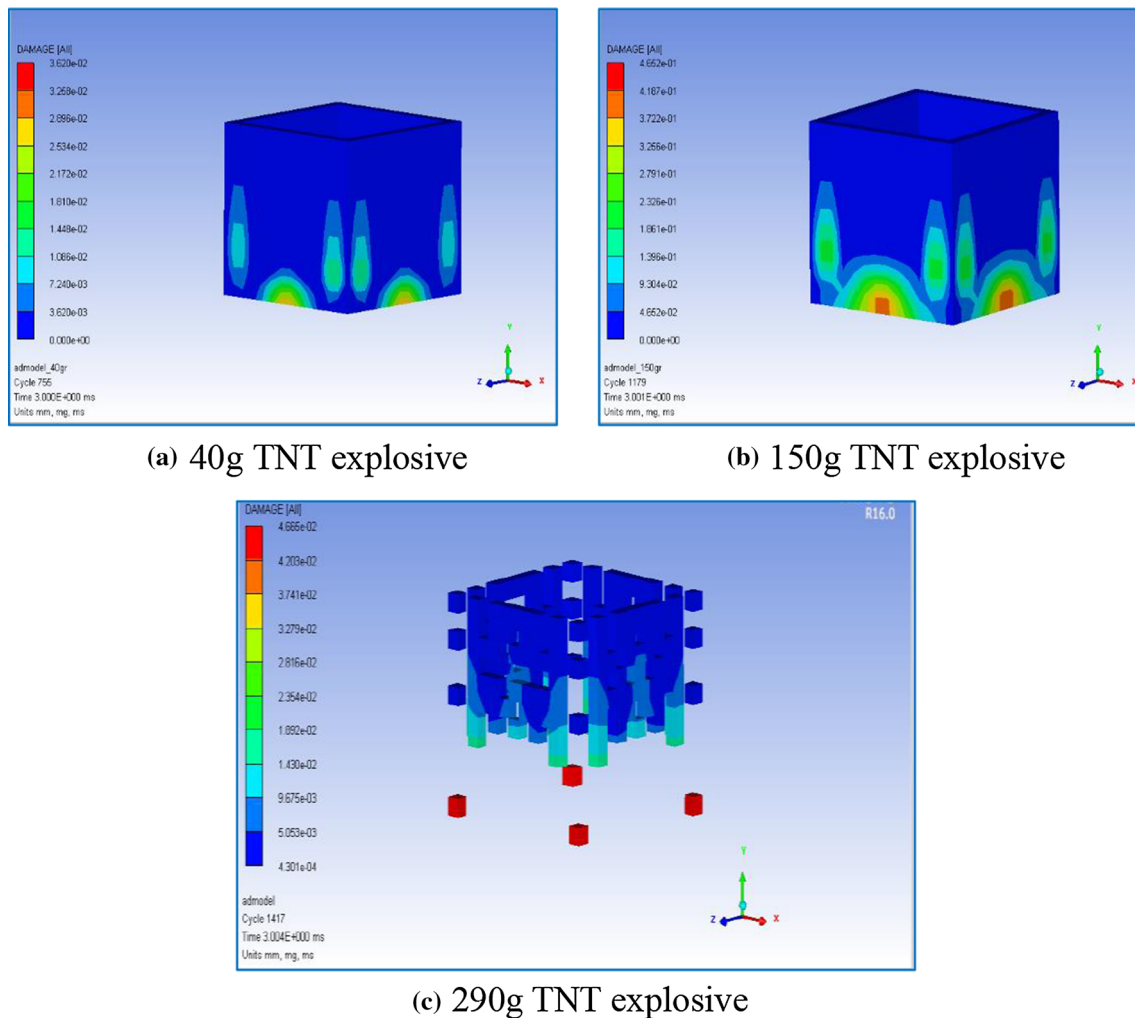 DAMAGE [All]
3.620e-02
3.258e-02
2.896e-02
2.534e-02
2.172e-02
1.810e-02
1.448e-02
1.086e-02
7.240e-03
3.620e-03
0.000e+00
admodel_40gr
Cycle 755
Time 3.000E+000 ms
Units mm, mg, ms
Y
Z
X
(a) 40g TNT explosive
DAMAGE [All]
4.652e-01
4.187e-01
3.722e-01
3.256e-01
2.791e-01
2.326e-01
1.861e-01
1.396e-01
9.304e-02
4.652e-02
0.000e+00
admodel_150gr
Cycle 1179
Time 3.001E+000 ms
Units mm, mg, ms
Y
Z
X
(b) 150g TNT explosive
DAMAGE [All]
R16.0
4.665e-02
4.203e-02
3.741e-02
3.279e-02
2.816e-02
2.354e-02
1.892e-02
1.430e-02
9.675e-03
5.053e-03
4.301e-04
admodel
Cycle 1417
Time 3.004E+000 ms
Units mm, mg, ms
Y
Z
X
(c) 290g TNT explosive